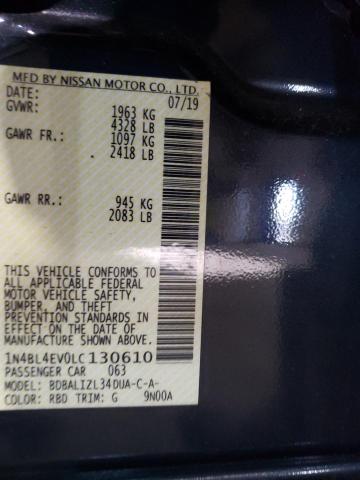 MFD BY NISSAN MOTOR CO., LTD.
DATE: 07/19
GVWR: 1963 KG
4328 LB
GAWR FR.: 1097 KG
2418 LB
GAWR RR.: 945 KG
2083 LB
THIS VEHICLE CONFORMS TO
ALL APPLICABLE FEDERAL
MOTOR VEHICLE SAFETY,
BUMPER, AND THEFT
PREVENTION STANDARDS
IN EFFECT ON THE DATE OF
MANUFACTURE SHOWN ABOVE.
1N4BL4EV0LC130610
PASSENGER CAR 063
MODEL: BDBALIZL34DUA-C-A-
COLOR: RBD TRIM: G 9N00A